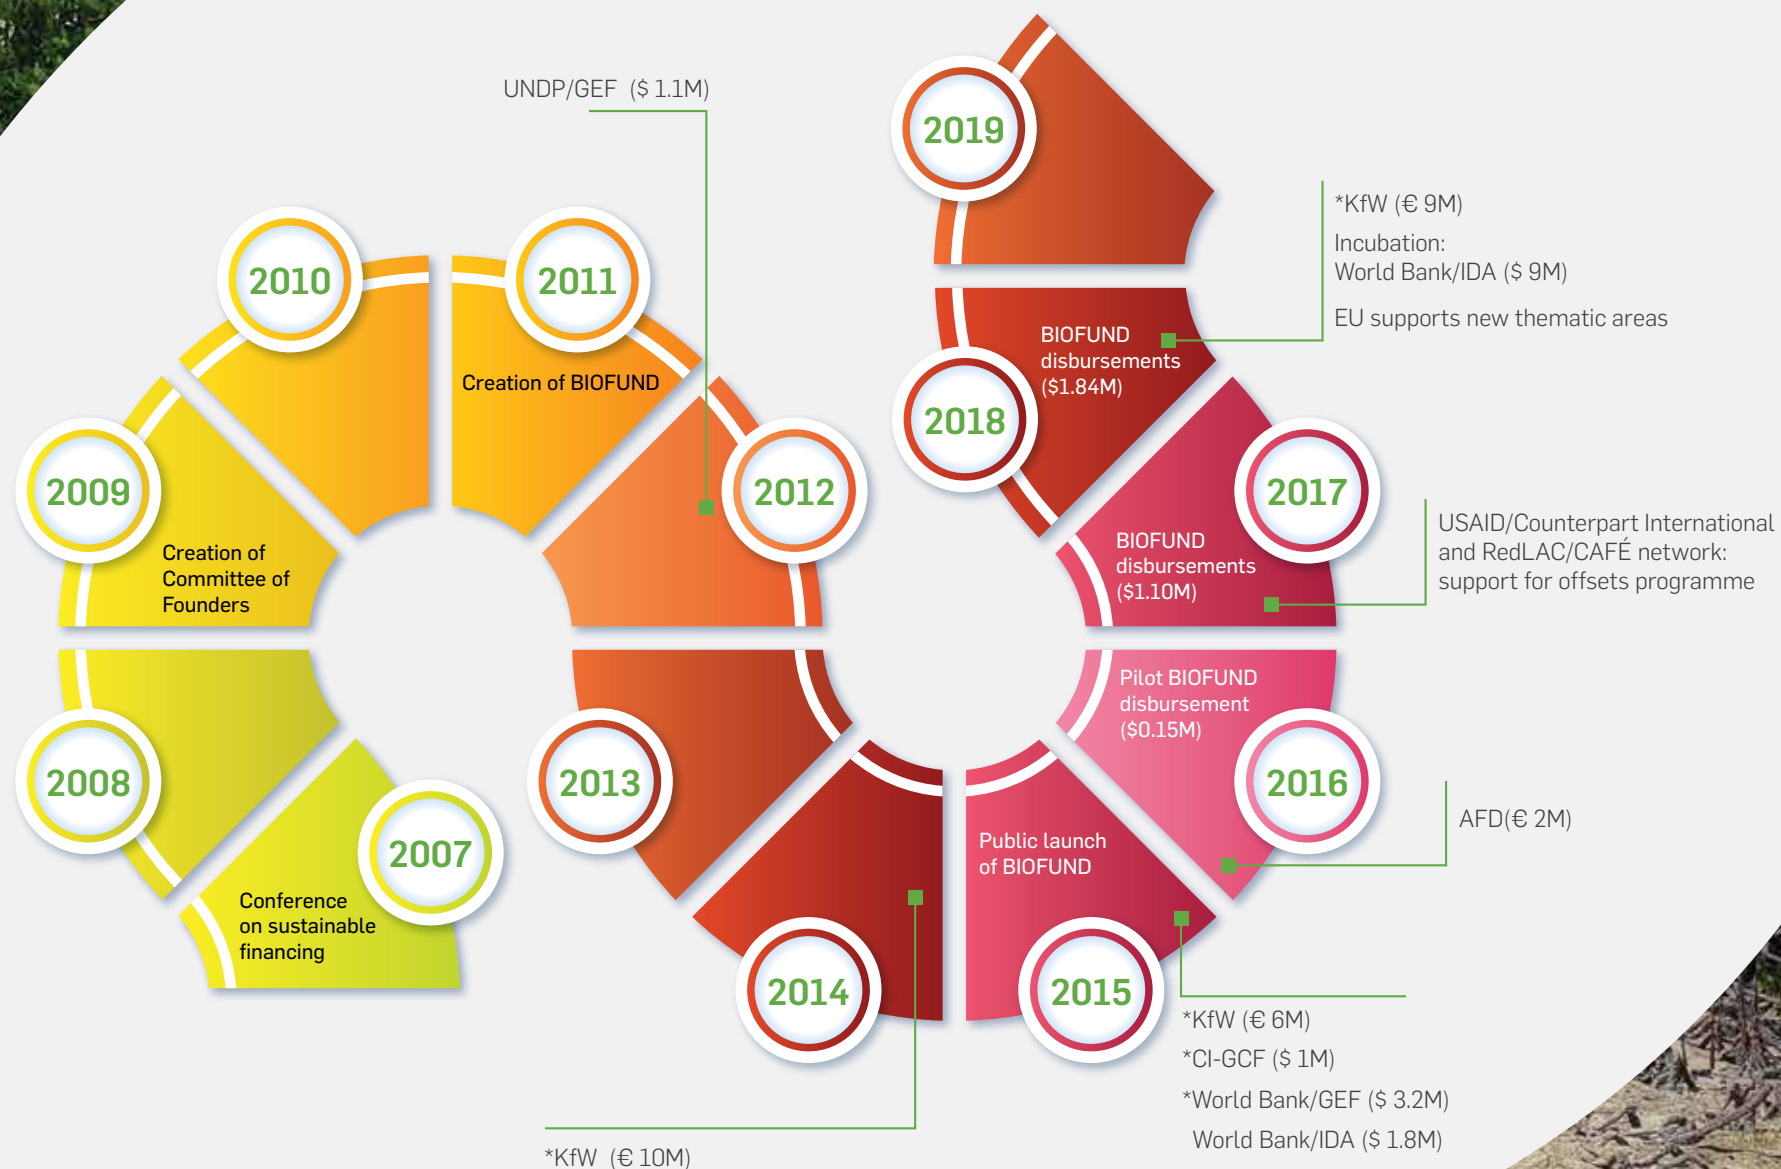 2007
Conference
on sustainable
financing
2008
2009
Creation of
Committee of
Founders
2010
2011
Creation of BIOFUND
UNDP/GEF ($ 1.1M)
2012
2013
2014
*KfW (€ 10M)
2015
Public launch
of BIOFUND
*KfW (€ 6M)
*CI-GCF ($ 1M)
*World Bank/GEF ($ 3.2M)
World Bank/IDA ($ 1.8M)
2016
Pilot BIOFUND
disbursement
($0.15M)
AFD(€ 2M)
2017
BIOFUND
disbursements
($1.10M)
USAID/Counterpart International
and RedLAC/CAFÉ network:
support for offsets programme
2018
BIOFUND
disbursements
($1.84M)
*KfW (€ 9M)
Incubation:
World Bank/IDA ($ 9M)
EU supports new thematic areas
2019